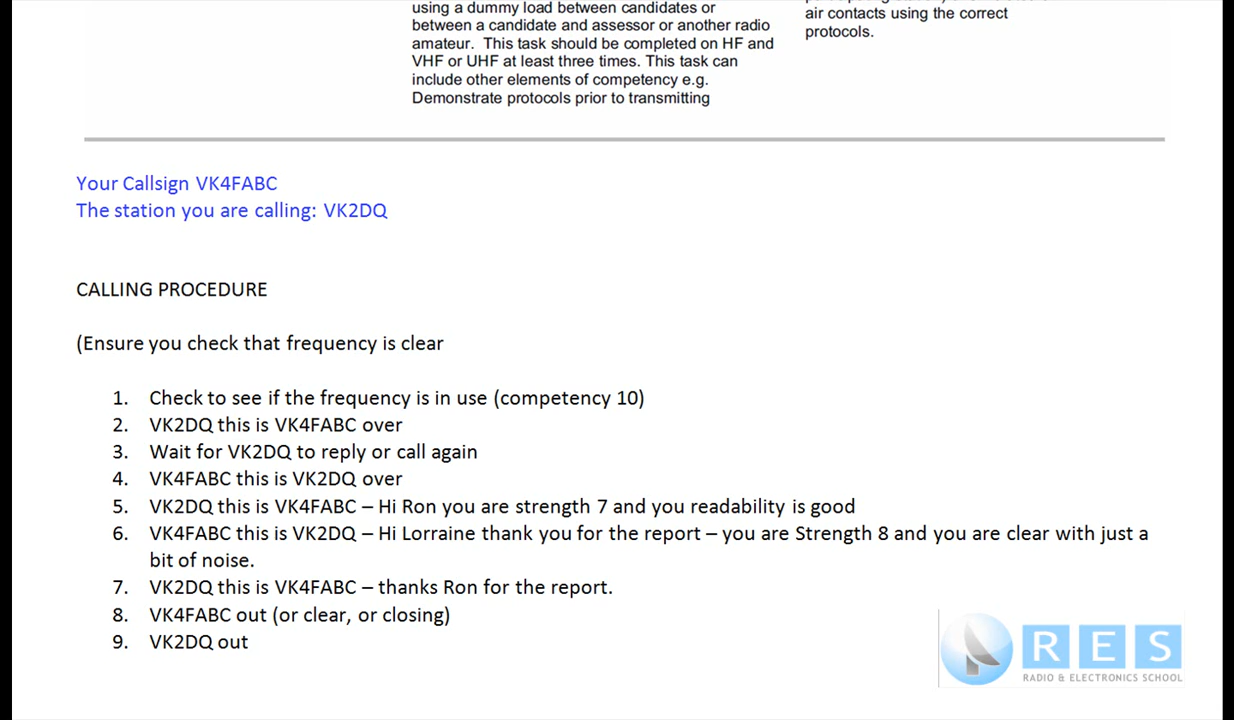 using a dummy load between candidates or
between a candidate and assessor or another radio
amateur. This task should be completed on HF and
VHF or UHF at least three times. This task can
include other elements of competency e.g.
Demonstrate protocols prior to transmitting
air contacts using the correct
protocols.
Your Callsign VK4FABC
The station you are calling: VK2DQ
CALLING PROCEDURE
(Ensure you check that frequency is clear
1. Check to see if the frequency is in use (competency 10)
2. VK2DQ this is VK4FABC over
3. Wait for VK2DQ to reply or call again
4. VK4FABC this is VK2DQ over
5. VK2DQ this is VK4FABC – Hi Ron you are strength 7 and you readability is good
6. VK4FABC this is VK2DQ – Hi Lorraine thank you for the report – you are Strength 8 and you are clear with just a
bit of noise.
7. VK2DQ this is VK4FABC – thanks Ron for the report.
8. VK4FABC out (or clear, or closing)
9. VK2DQ out
RES
RADIO & ELECTRONICS SCHOOL